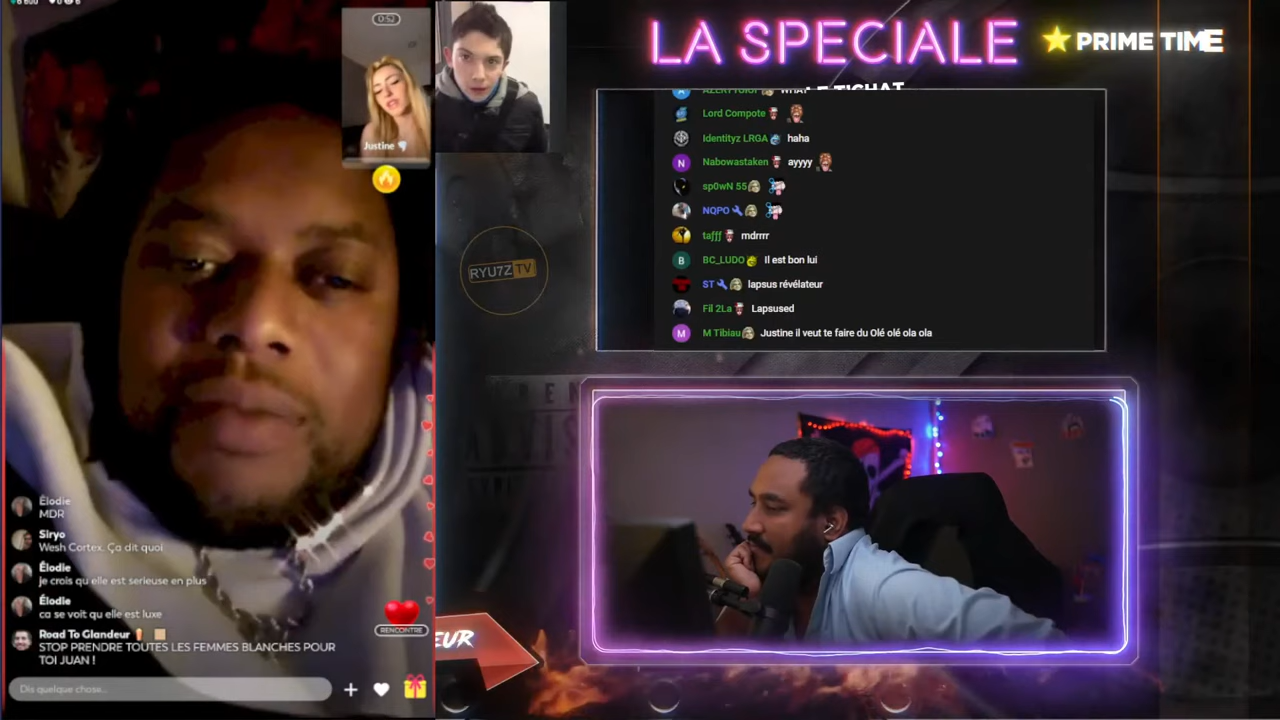 0:52
Justine
Élodie
MDR
Siryo
Wesh Cortex. Ça dit quoi
Élodie
je crois qu elle est serieuse en plus
Élodie
ca se voit qu elle est luxe
Road To Glandeur
STOP PRENDRE TOUTES LES FEMMES BLANCHES POUR
TOI JUAN !
Dis quelque chose...
RENCONTRE
RYU7Z TV
LA SPECIALE
PRIME TIME
Lord Compote
Identityz LRGA haha
Nabowastaken ayyyy
sp0wN 55
NQPO
tafff mdrrrr
BC_LUDO Il est bon lui
ST lapsus révélateur
Fil 2La Lapsused
M Tibiau Justine il veut te faire du Olé olé ola ola
EUR